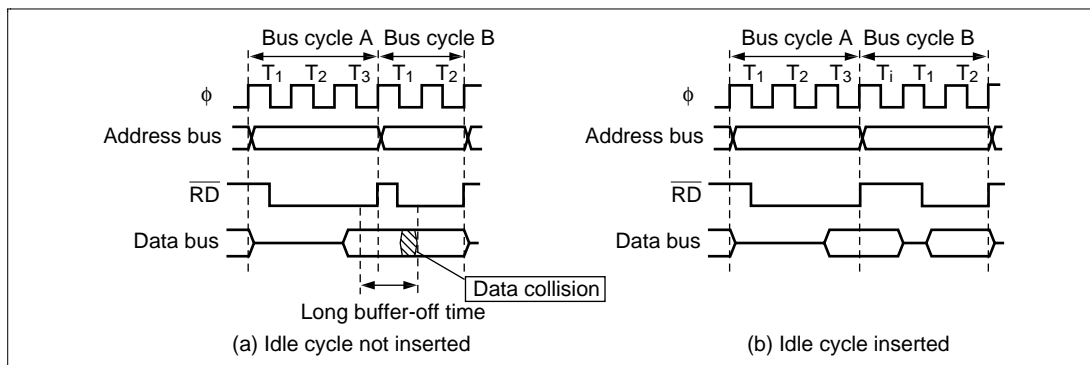 Bus cycle A Bus cycle B
T1 T2 T3 T1 T2
ϕ
Address bus
RD
Data bus
Data collision
Long buffer-off time
(a) Idle cycle not inserted
Bus cycle A Bus cycle B
T1 T2 T3 Ti T1 T2
ϕ
Address bus
RD
Data bus
(b) Idle cycle inserted